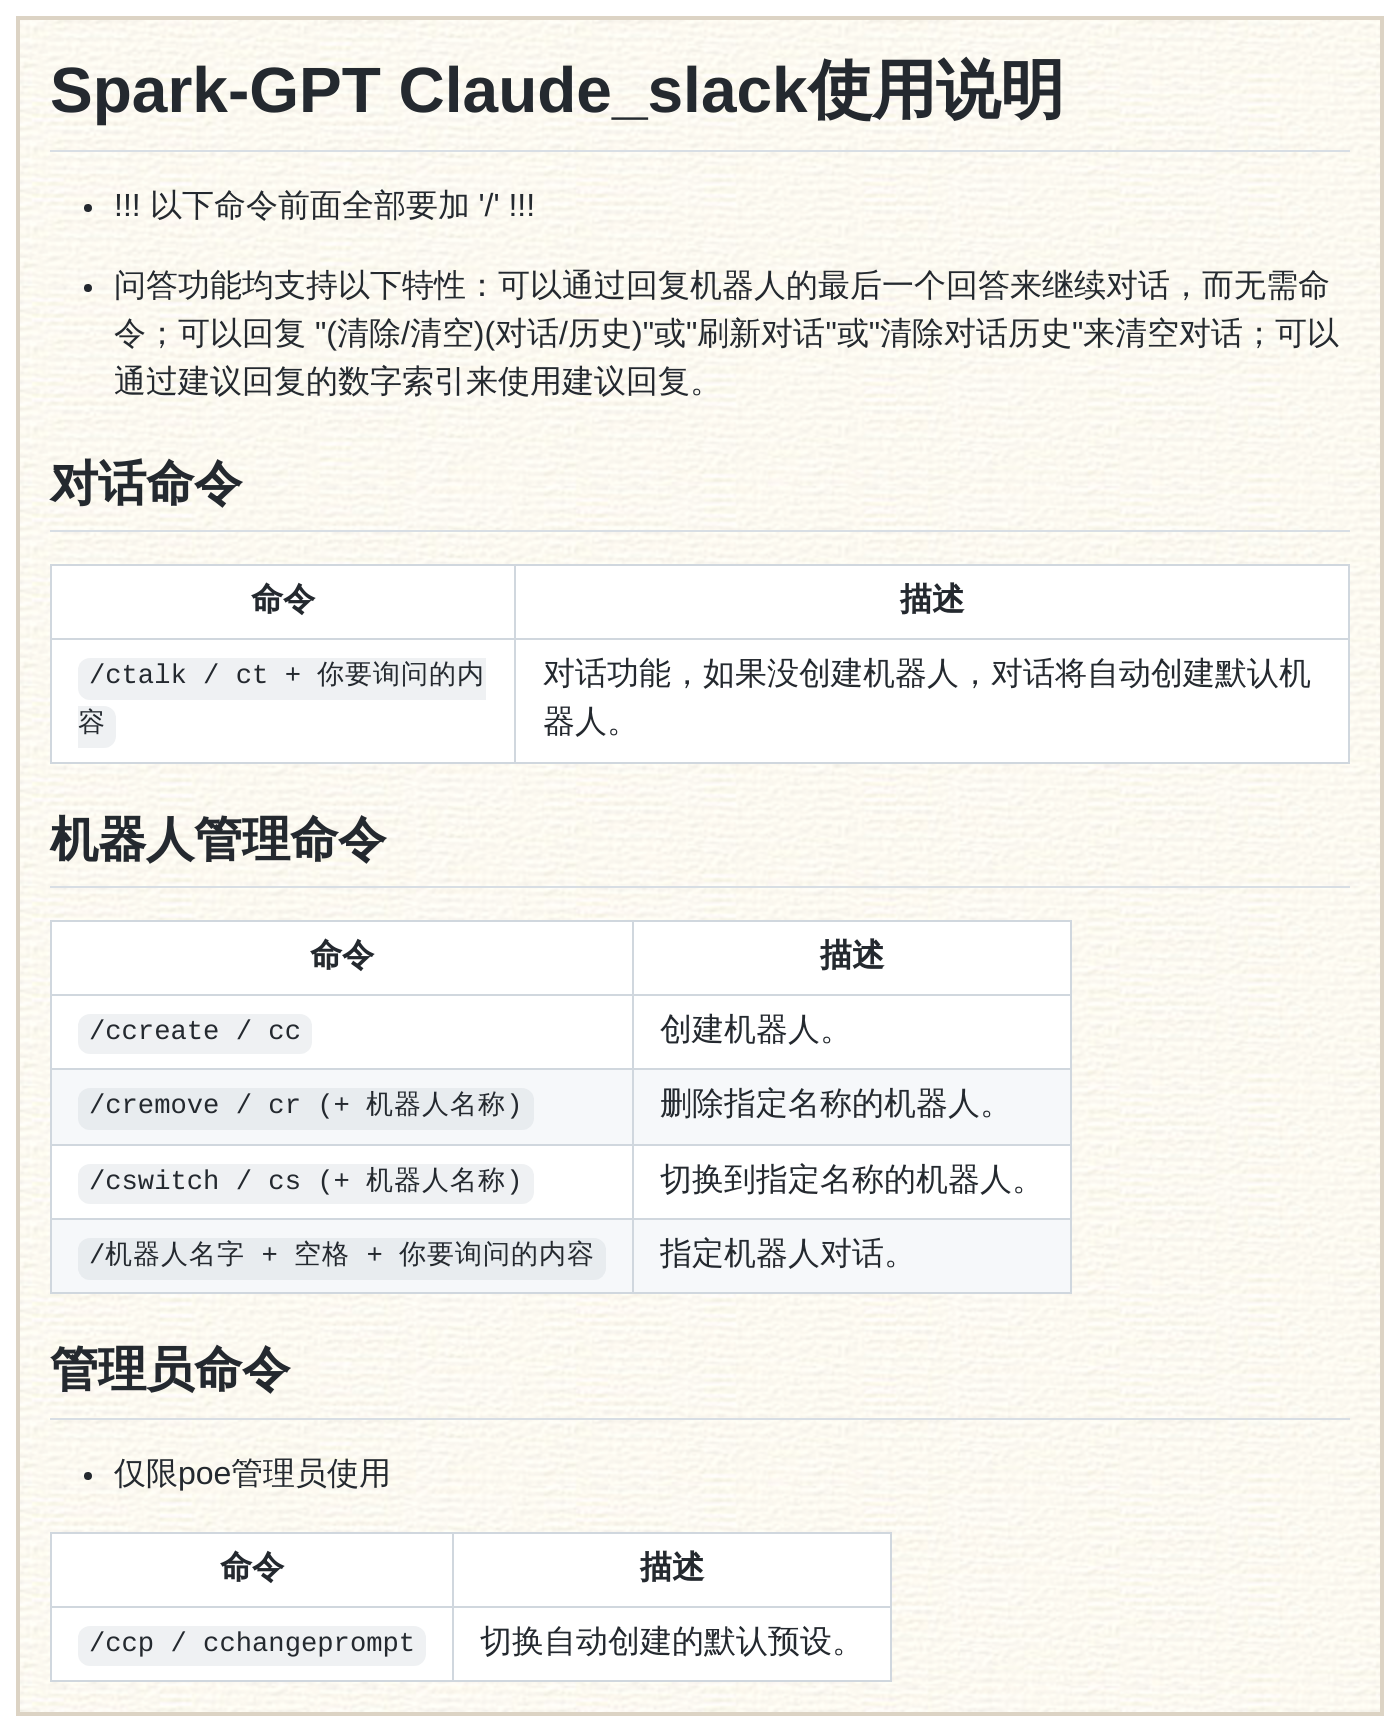 Spark-GPT Claude_slack使用说明
!!! 以下命令前面全部要加 '/' !!!
问答功能均支持以下特性：可以通过回复机器人的最后一个回答来继续对话，而无需命
令；可以回复 "(清除/清空)(对话/历史)"或"刷新对话"或"清除对话历史"来清空对话；可以
通过建议回复的数字索引来使用建议回复。
对话命令
命令 描述
/ctalk / ct + 你要询问的内 对话功能，如果没创建机器人，对话将自动创建默认机
容 器人。
机器人管理命令
命令 描述
/ccreate / cc 创建机器人。
/cremove / cr (+ 机器人名称) 删除指定名称的机器人。
/cswitch / cs (+ 机器人名称) 切换到指定名称的机器人。
/机器人名字 + 空格 + 你要询问的内容 指定机器人对话。
管理员命令
仅限poe管理员使用
命令 描述
/ccp / cchangeprompt 切换自动创建的默认预设。